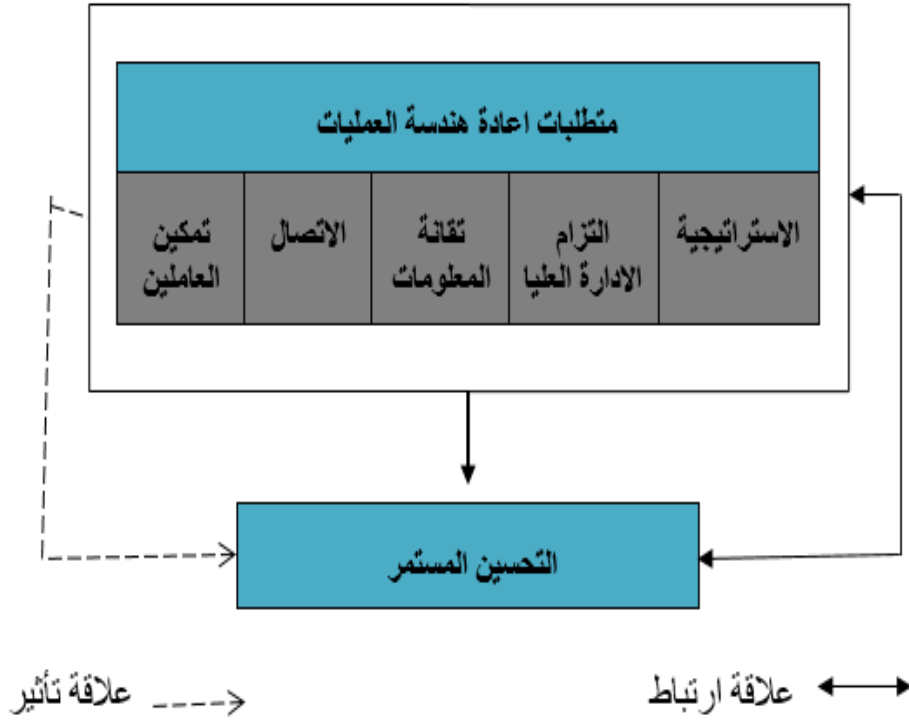 متطلبات اعادة هندسة العمليات
الاستراتيجية
التزام
الادارة العليا
تقانة
المعلومات
الاتصال
تمكين
العاملين
التحسين المستمر
علاقة ارتباط
علاقة تأثير